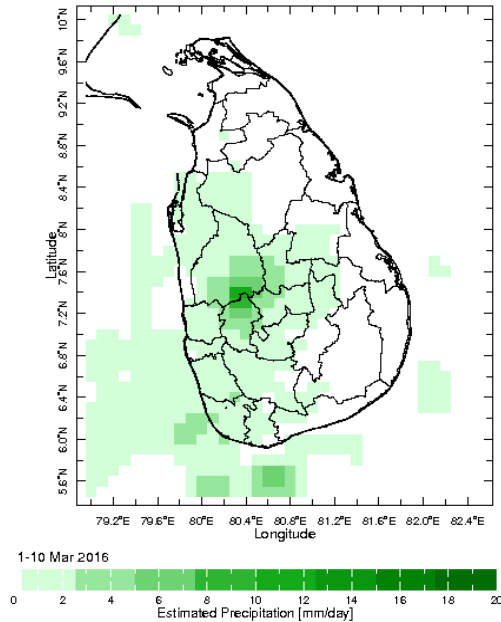 10°N
9.6°N
9.2°N
8.8°N
8.4°N
8°N
7.6°N
7.2°N
6.8°N
6.4°N
6.0°N
5.6°N
Latitude
79.2°E 79.6°E 80°E 80.4°E 80.8°E 81.2°E 81.6°E 82.0°E 82.4°E
Longitude
1-10 Mar 2016
0 2 4 6 8 10 12 14 16 18 20
Estimated Precipitation [mm/day]